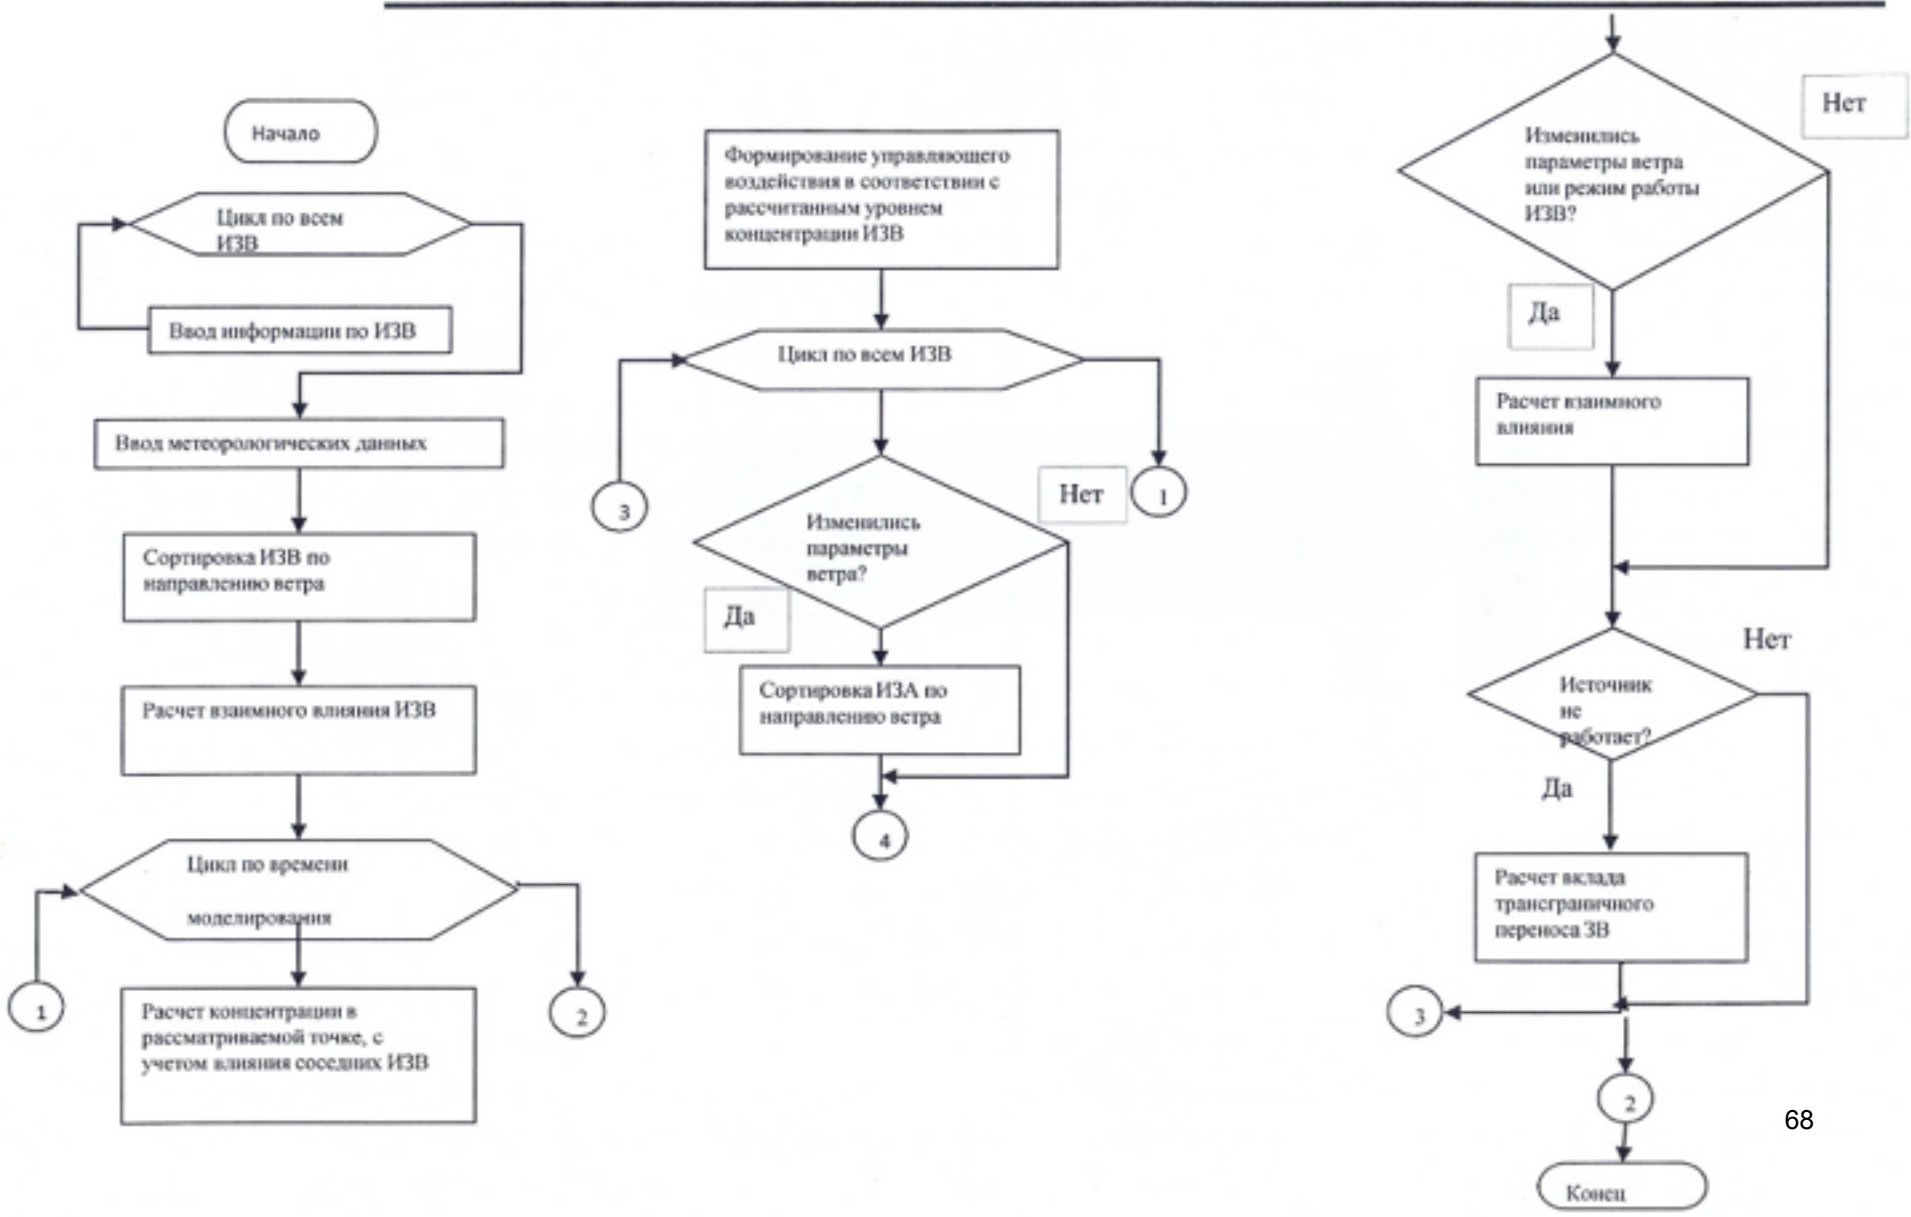 Начало
Цикл по всем
ИЗВ
Ввод информации по ИЗВ
Ввод метеорологических данных
Сортировка ИЗВ по
направлению ветра
Расчет взаимного влияния ИЗВ
Цикл по времени
моделирования
1
2
Расчет концентрации в
рассматриваемой точке, с
учетом влияния соседних ИЗВ
Формирование управляющего
воздействия в соответствии с
рассчитанным уровнем
концентрации ИЗВ
Цикл по всем ИЗВ
3
Нет
1
Изменились
параметры
ветра?
Да
Сортировка ИЗА по
направлению ветра
4
Нет
Изменились
параметры ветра
или режим работы
ИЗВ?
Да
Расчет взаимного
влияния
Нет
Источник
не
работает?
Да
Расчет вклада
трансграничного
переноса ЗВ
3
2
68
Конец